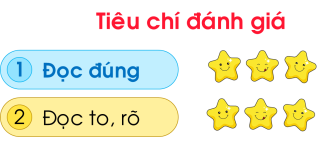 Tiêu chí đánh giá
1 Đọc đúng
2 Đọc to, rõ